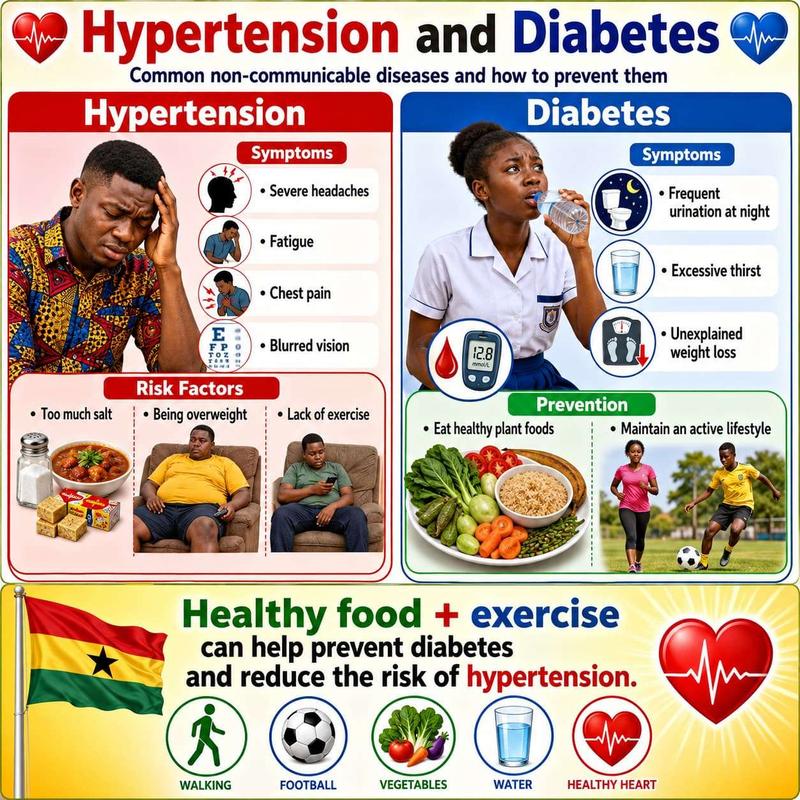 Hypertension and Diabetes
Common non-communicable diseases and how to prevent them
Hypertension
Symptoms
• Severe headaches
• Fatigue
• Chest pain
• Blurred vision
E
F P
T O Z
Risk Factors
• Too much salt
• Being overweight
• Lack of exercise
Diabetes
Symptoms
• Frequent
urination at night
• Excessive thirst
• Unexplained
weight loss
12.8
mmol/L
Prevention
• Eat healthy plant foods
• Maintain an active lifestyle
Healthy food + exercise
can help prevent diabetes
and reduce the risk of hypertension.
WALKING
FOOTBALL
VEGETABLES
WATER
HEALTHY HEART